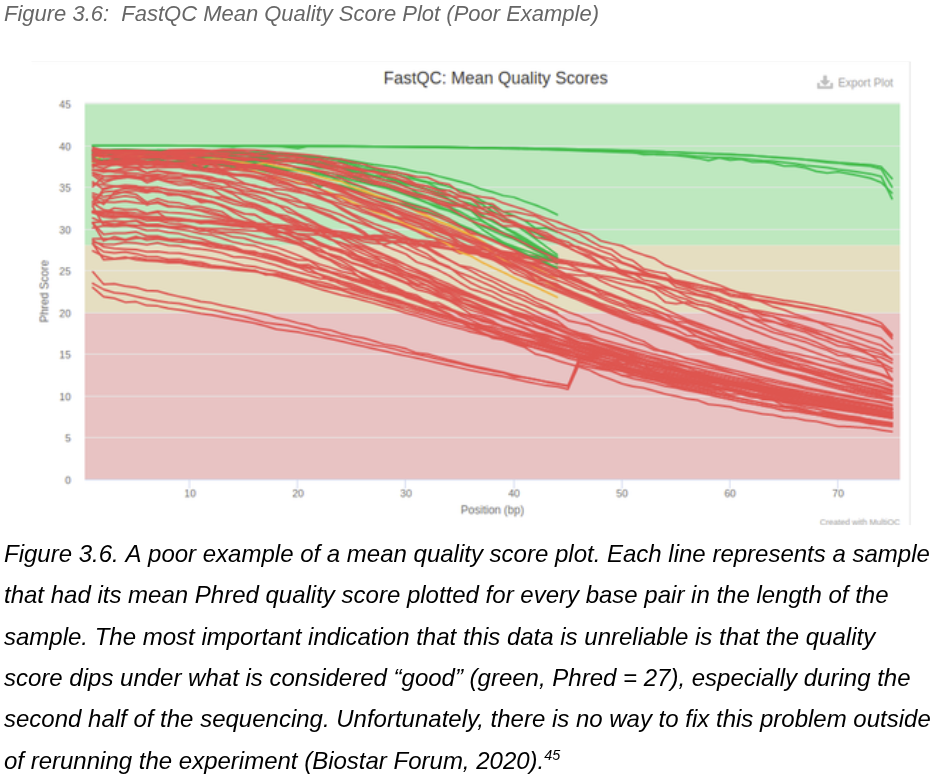 Figure 3.6:  FastQC Mean Quality Score Plot (Poor Example)
FastQC: Mean Quality Scores
Export Plot
45
40
35
30
25
20
15
10
5
0
Phred Score
10
20
30
40
50
60
70
Position (bp)
Created with MultiQC
Figure 3.6. A poor example of a mean quality score plot. Each line represents a sample
that had its mean Phred quality score plotted for every base pair in the length of the
sample. The most important indication that this data is unreliable is that the quality
score dips under what is considered “good” (green, Phred = 27), especially during the
second half of the sequencing. Unfortunately, there is no way to fix this problem outside
of rerunning the experiment (Biostar Forum, 2020).45